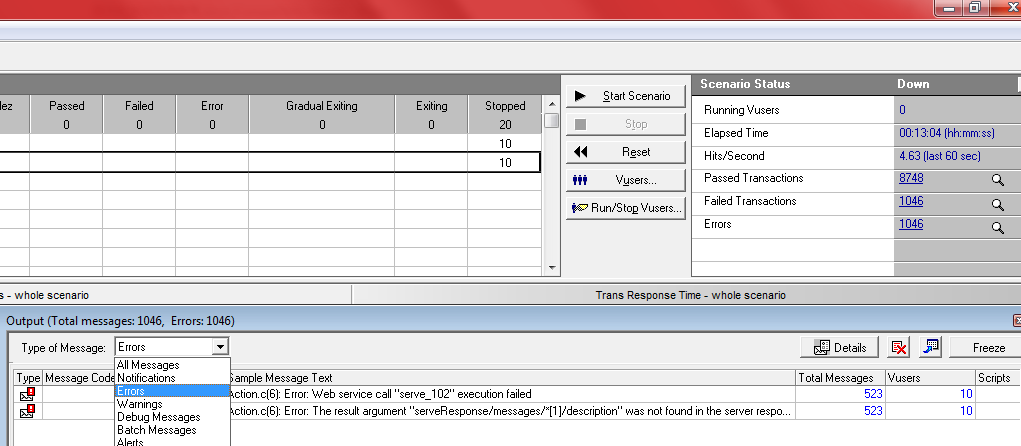 lez Passed Failed Error Gradual Exiting Exiting Stopped
0 0 0 0 0 20
10
10
Start Scenario
Stop
Reset
Vusers...
Run/Stop Vusers...
Scenario Status Down
Running Vusers 0
Elapsed Time 00:13:04 (hh:mm:ss)
Hits/Second 4.63 (last 60 sec)
Passed Transactions 8748
Failed Transactions 1046
Errors 1046
s - whole scenario Trans Response Time - whole scenario
Output (Total messages: 1046, Errors: 1046)
Type of Message: Errors Details Freeze
All Messages
Notifications
Errors
Warnings
Debug Messages
Batch Messages
Alerts
Type Message Code Sample Message Text Total Messages Vusers Scripts
Action.c(6): Error: Web service call "serve_102" execution failed 523 10
Action.c(6): Error: The result argument "serveResponse/messages/*[1]/description" was not found in the server respo... 523 10